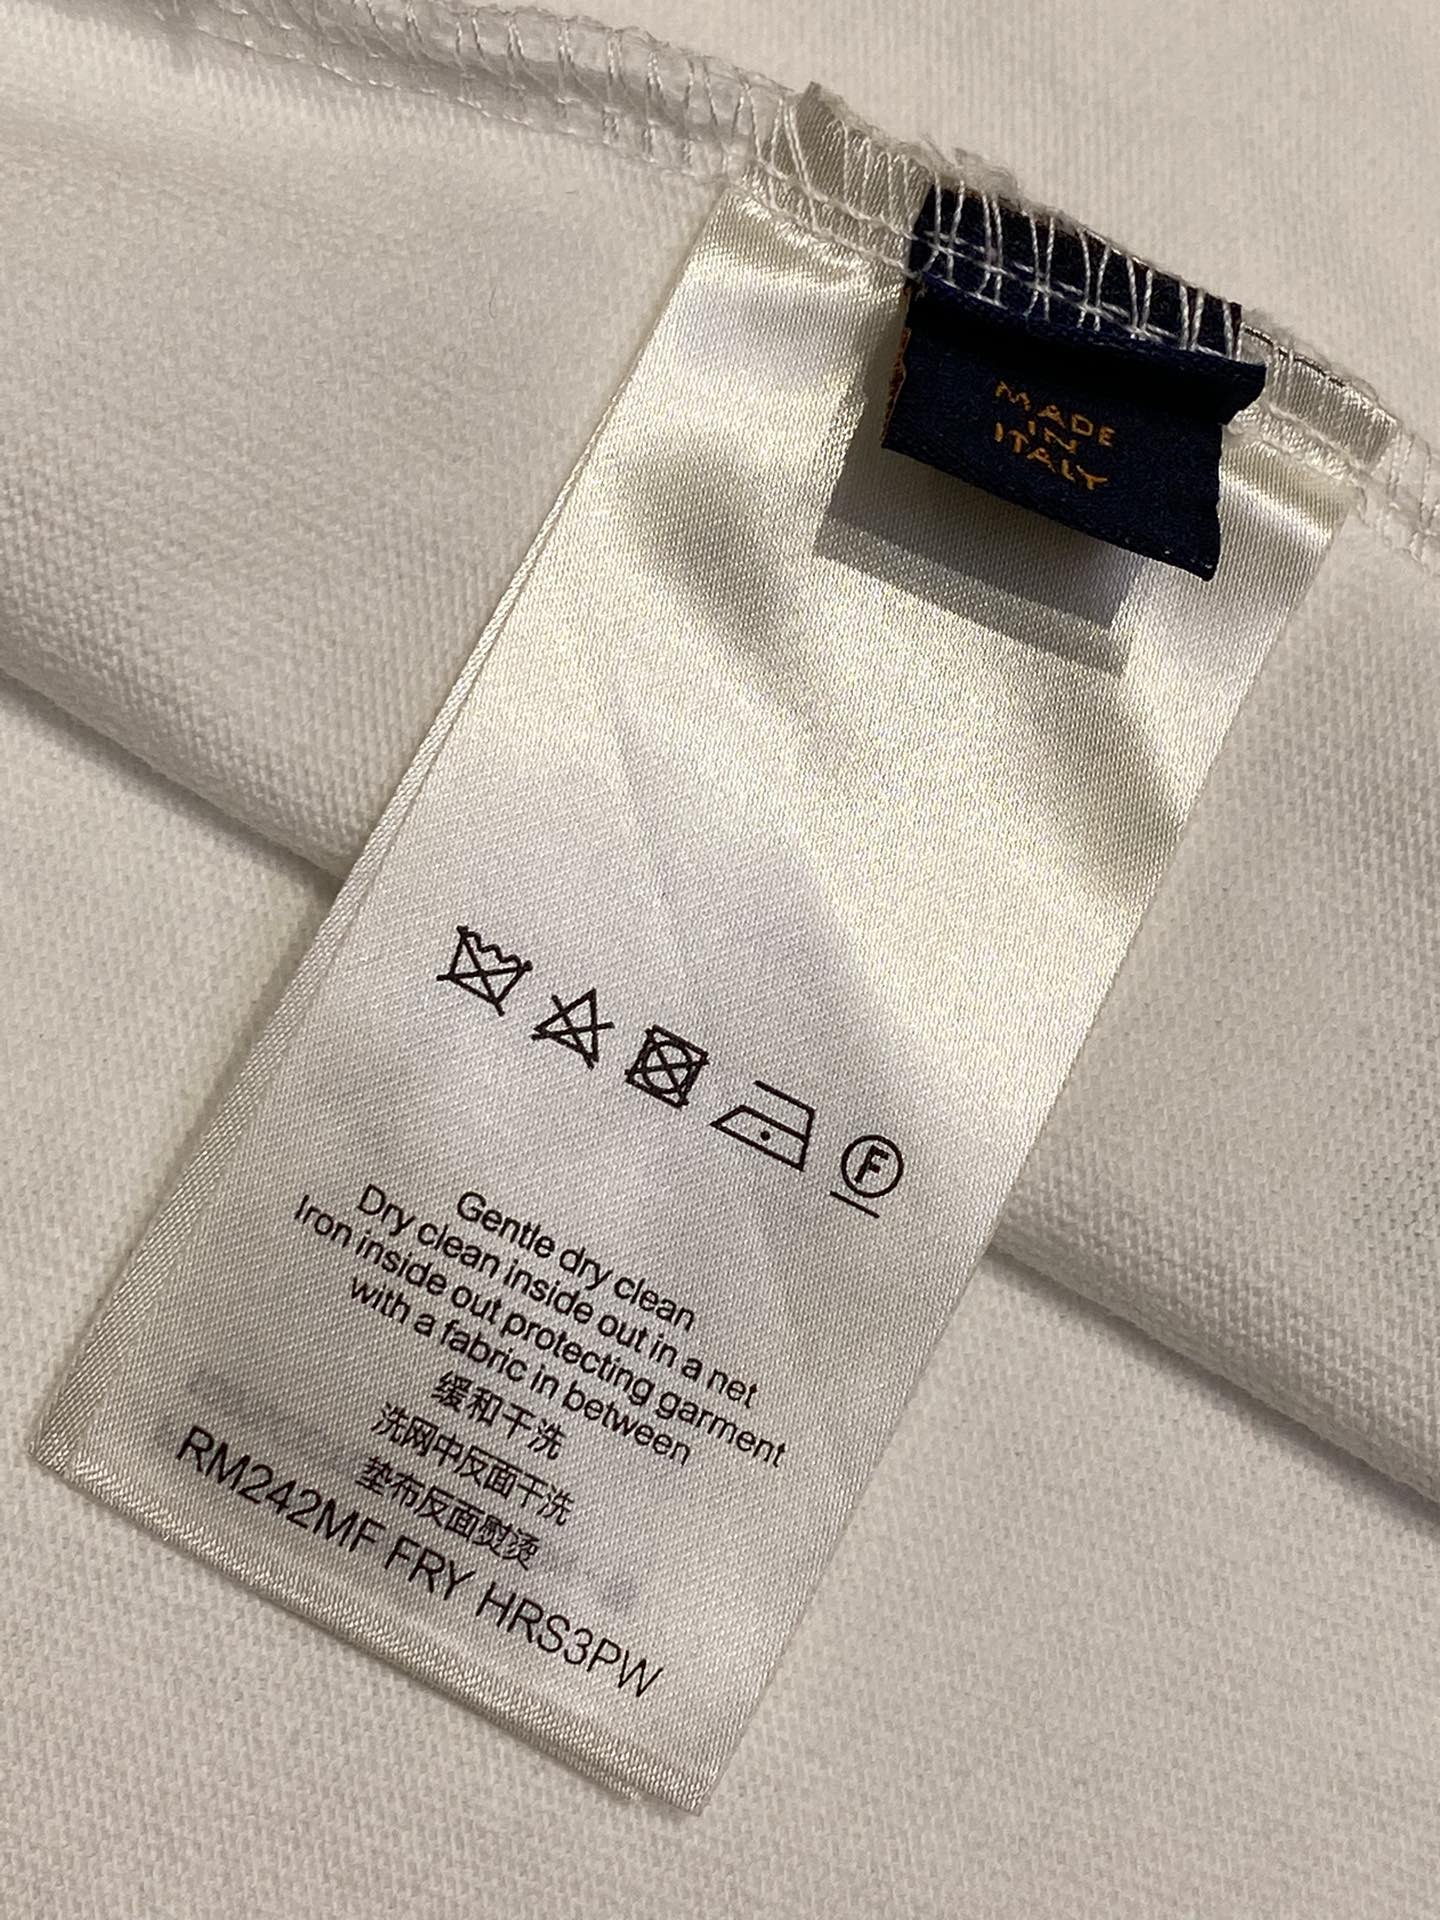 MADE
IN
ITALY
F
Gentle dry clean
Dry clean inside out in a net
Iron inside out protecting garment
with a fabric in between
缓和干洗
洗网中反面干洗
垫布反面熨烫
RM242MF FRY HRS3PW